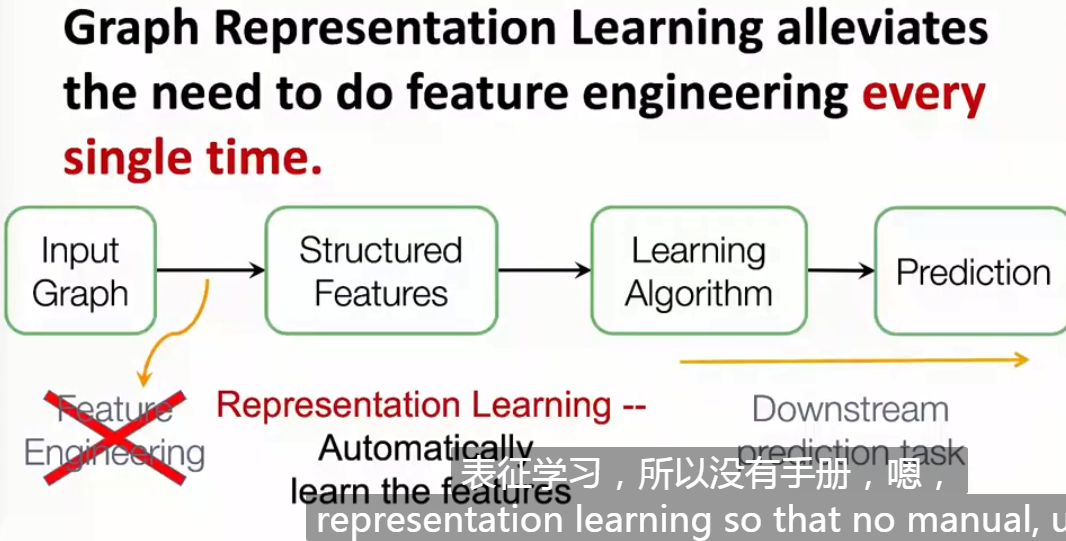 Graph Representation Learning alleviates
the need to do feature engineering every
single time.
Input
Graph
Structured
Features
Learning
Algorithm
Prediction
Feature
Engineering
Representation Learning --
Automatically
learn the features
Downstream
prediction task
表征学习，所以没有手册，嗯，
representation learning so that no manual, u